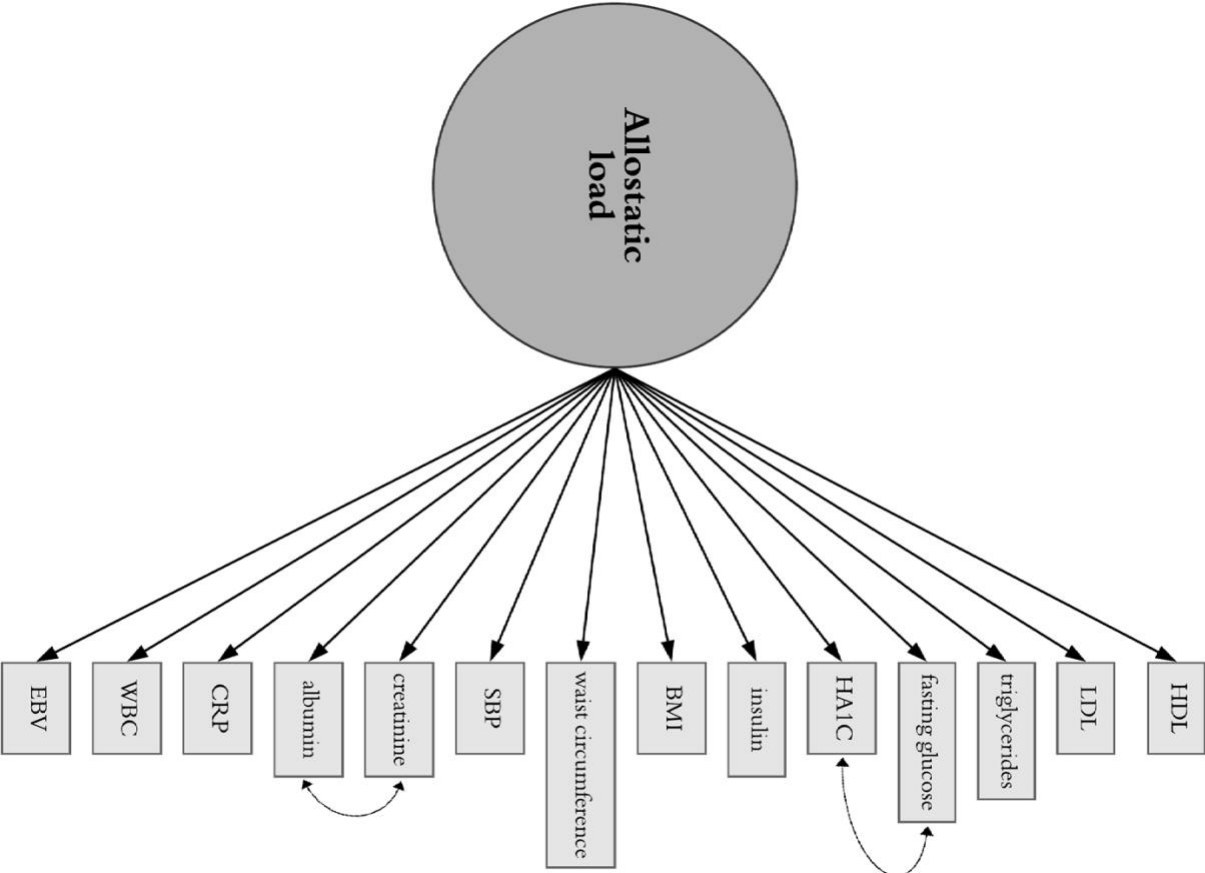 Allostatic
load
HDL
LDL
triglycerides
fasting glucose
HA1C
insulin
BMI
waist circumference
SBP
creatinine
albumin
CRP
WBC
EBV